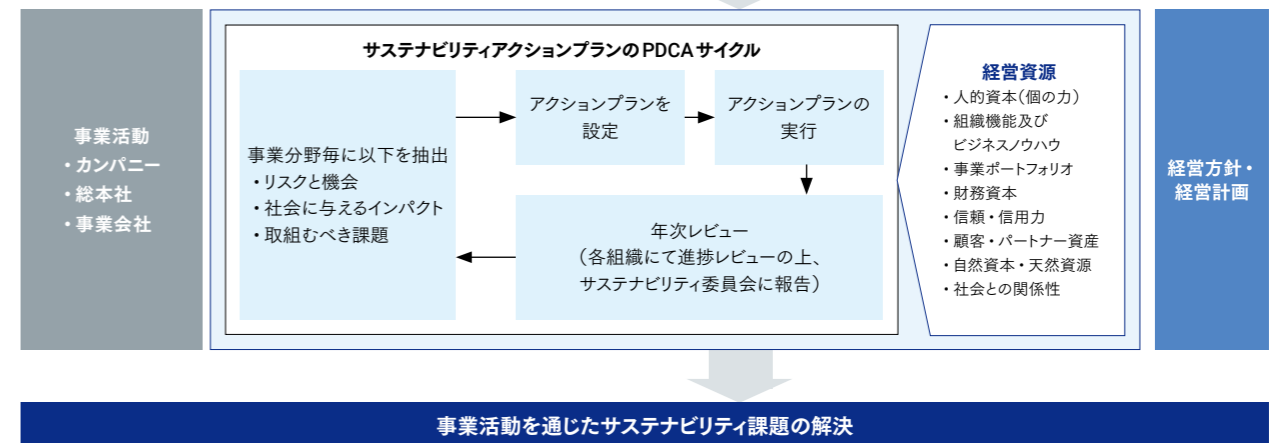 事業活動
・カンパニー
・総本社
・事業会社
サステナビリティアクションプランのPDCAサイクル
事業分野毎に以下を抽出
・リスクと機会
・社会に与えるインパクト
・取組むべき課題
アクションプランを
設定
アクションプランの
実行
年次レビュー
（各組織にて進捗レビューの上、
サステナビリティ委員会に報告）
経営資源
・人的資本（個の力）
・組織機能及び
ビジネスノウハウ
・事業ポートフォリオ
・財務資本
・信頼・信用力
・顧客・パートナー資産
・自然資本・天然資源
・社会との関係性
経営方針・
経営計画
事業活動を通じたサステナビリティ課題の解決